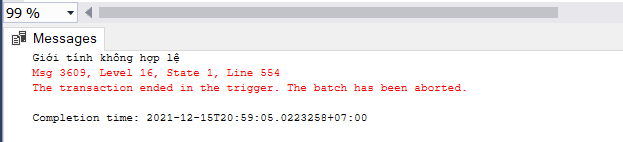 99 %
Messages
Giới tính không hợp lệ
Msg 3609, Level 16, State 1, Line 554
The transaction ended in the trigger. The batch has been aborted.
Completion time: 2021-12-15T20:59:05.0223258+07:00